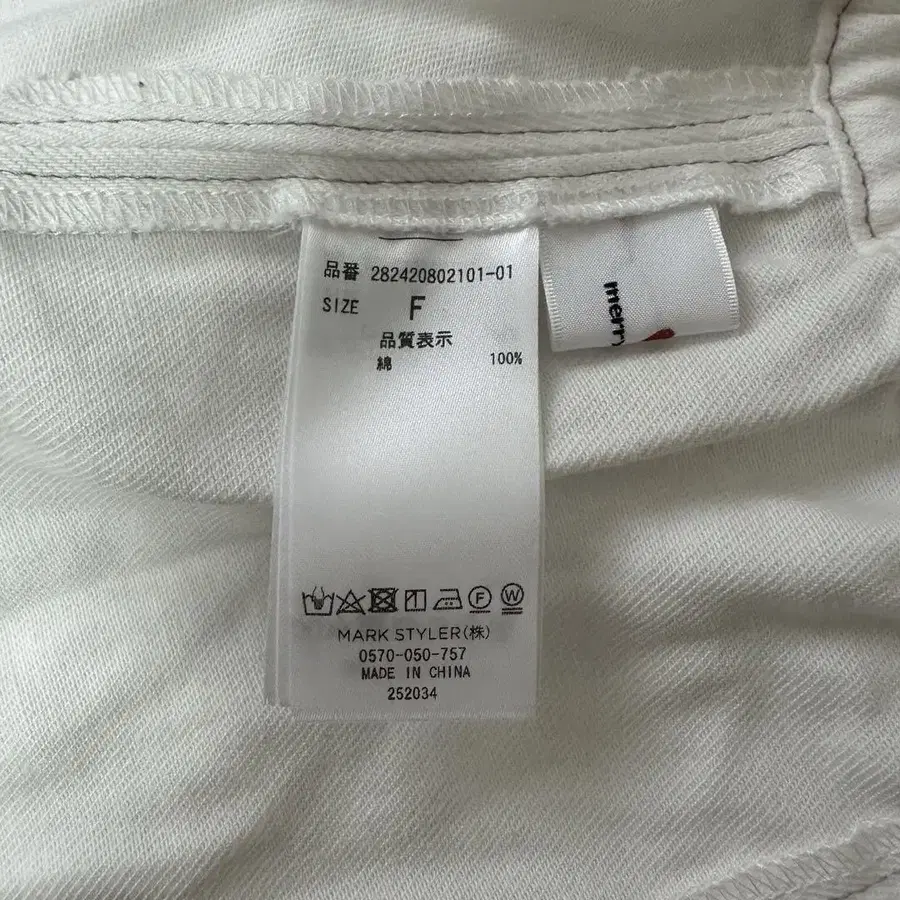 品番 282420802101-01
SIZE F
品質表示
綿 100%
F W
MARK STYLER(株)
0570-050-757
MADE IN CHINA
252034
merry